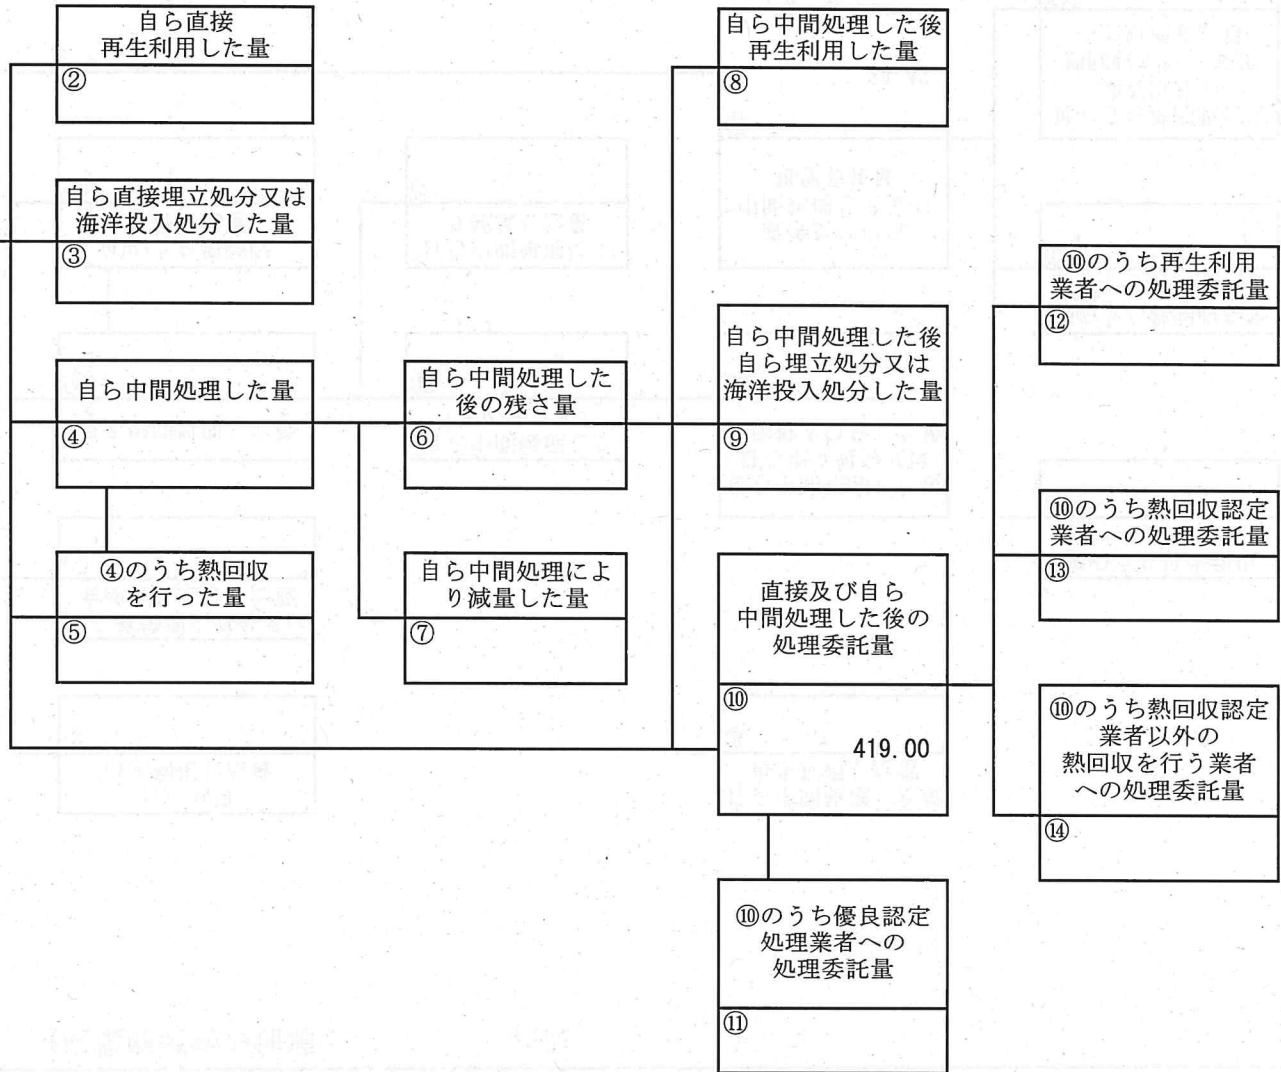 自ら直接
再生利用した量
②
自ら直接埋立処分又は
海洋投入処分した量
③
自ら中間処理した量
④
④のうち熱回収
を行った量
⑤
自ら中間処理した
後の残さ量
⑥
自ら中間処理によ
り減量した量
⑦
自ら中間処理した後
再生利用した量
⑧
自ら中間処理した後
自ら埋立処分又は
海洋投入処分した量
⑨
直接及び自ら
中間処理した後の
処理委託量
⑩
419.00
⑩のうち優良認定
処理業者への
処理委託量
⑪
⑩のうち再生利用
業者への処理委託量
⑫
⑩のうち熱回収認定
業者への処理委託量
⑬
⑩のうち熱回収認定
業者以外の
熱回収を行う業者
への処理委託量
⑭